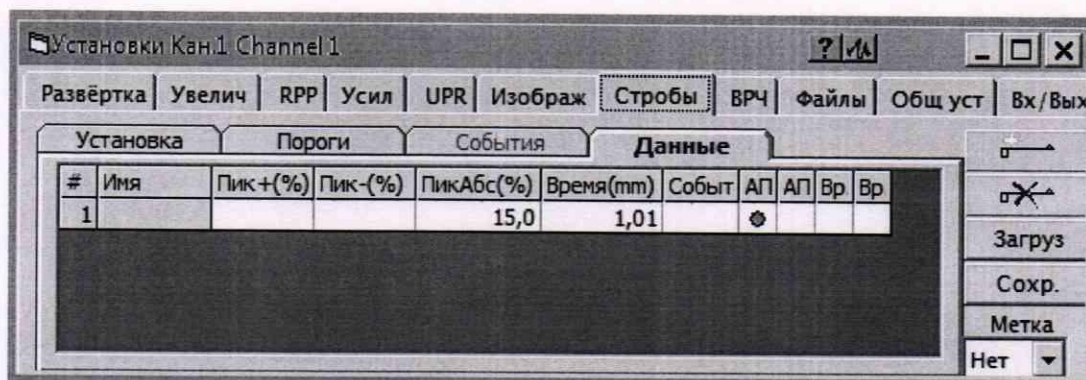 Установки Кан.1 Channel 1 ?
Развёртка Увелич RPP Усил UPR Изображ Стробы ВРЧ Файлы Общ уст Вх/Вых
Установка Пороги События Данные
# Имя Пик+(%) Пик-(%) ПикАбс(%) Время(mm) Событ АП АП Вр Вр
1 15,0 1,01
Загруз
Сохр.
Метка
Нет